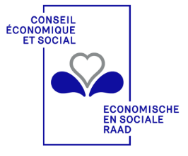 CONSEIL
ÉCONOMIQUE
ET SOCIAL
ECONOMISCHE
EN SOCIALE
RAAD